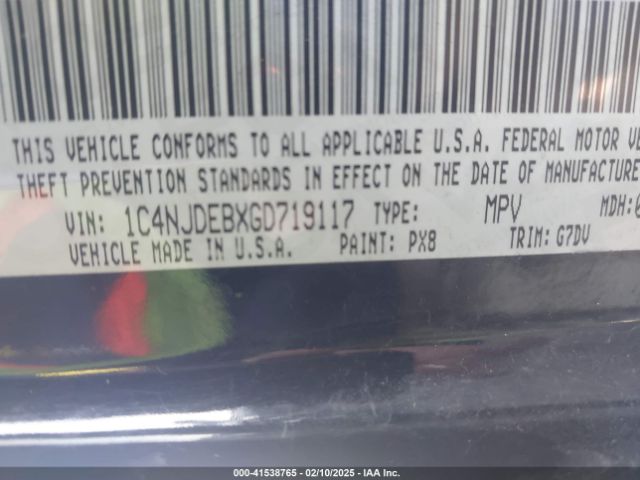 THIS VEHICLE CONFORMS TO ALL APPLICABLE U.S.A. FEDERAL MOTOR
THEFT PREVENTION STANDARDS IN EFFECT ON THE DATE OF MANUFACTURE
VIN: 1C4NJDEBXGD719117 TYPE: MPV MDH:
VEHICLE MADE IN U.S.A. PAINT: PX8 TRIM: G7DV
000-41538765 - 02/10/2025 - IAA Inc.